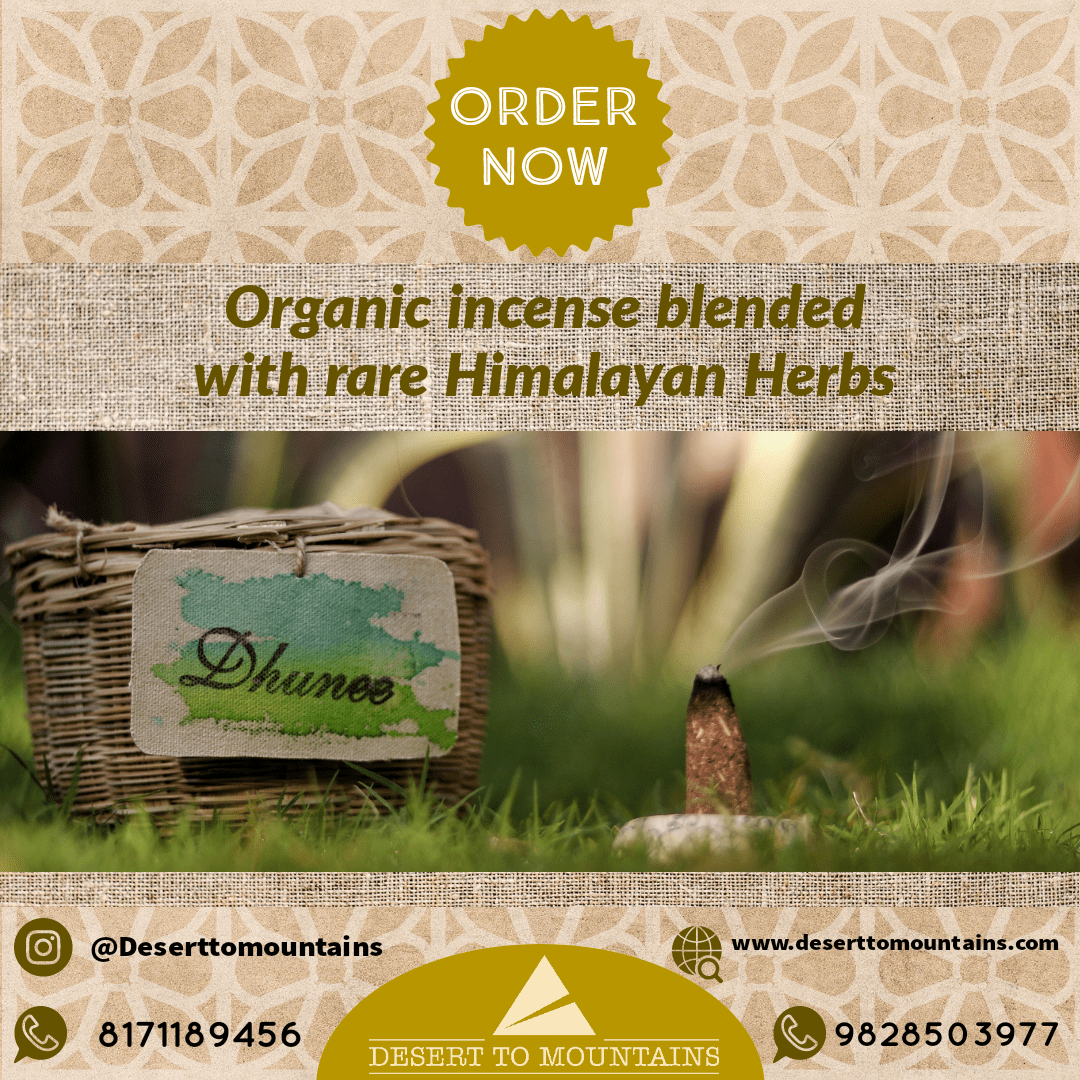 ORDER
NOW
Organic incense blended
with rare Himalayan Herbs
Dhunee
@Deserttomountains
www.deserttomountains.com
8171189456
9828503977
DESERT TO MOUNTAINS